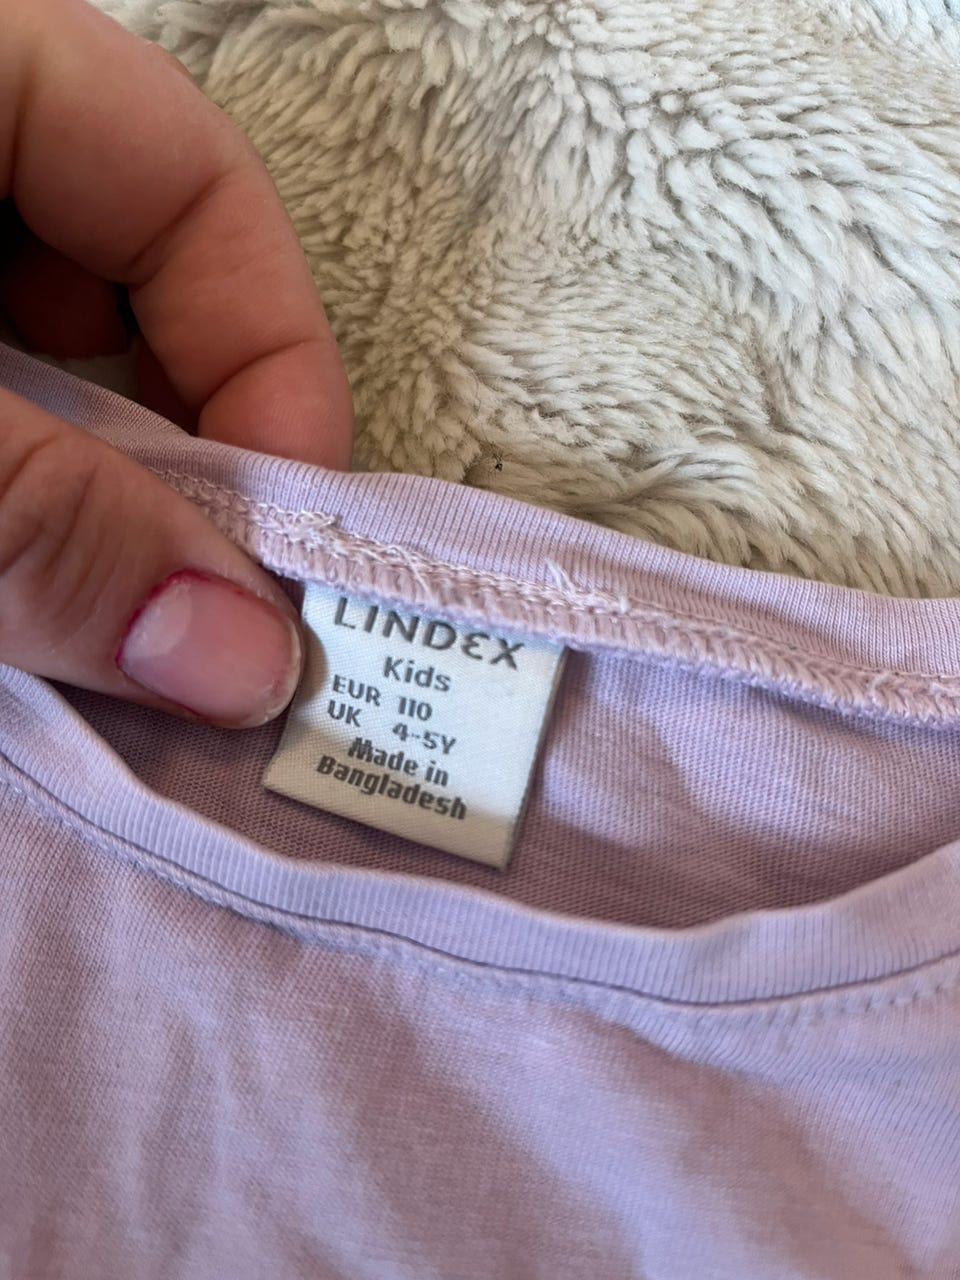 LINDEX
Kids
EUR 110
UK 4-5Y
Made in
Bangladesh